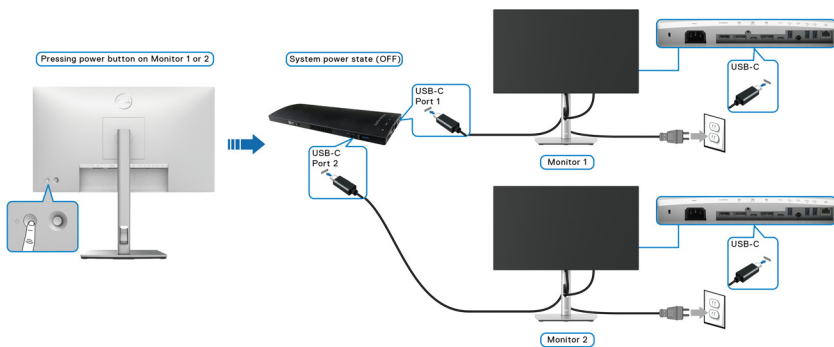 Pressing power button on Monitor 1 or 2
System power state (OFF)
USB-C
Port 1
USB-C
Port 2
Monitor 1
USB-C
Monitor 2
USB-C